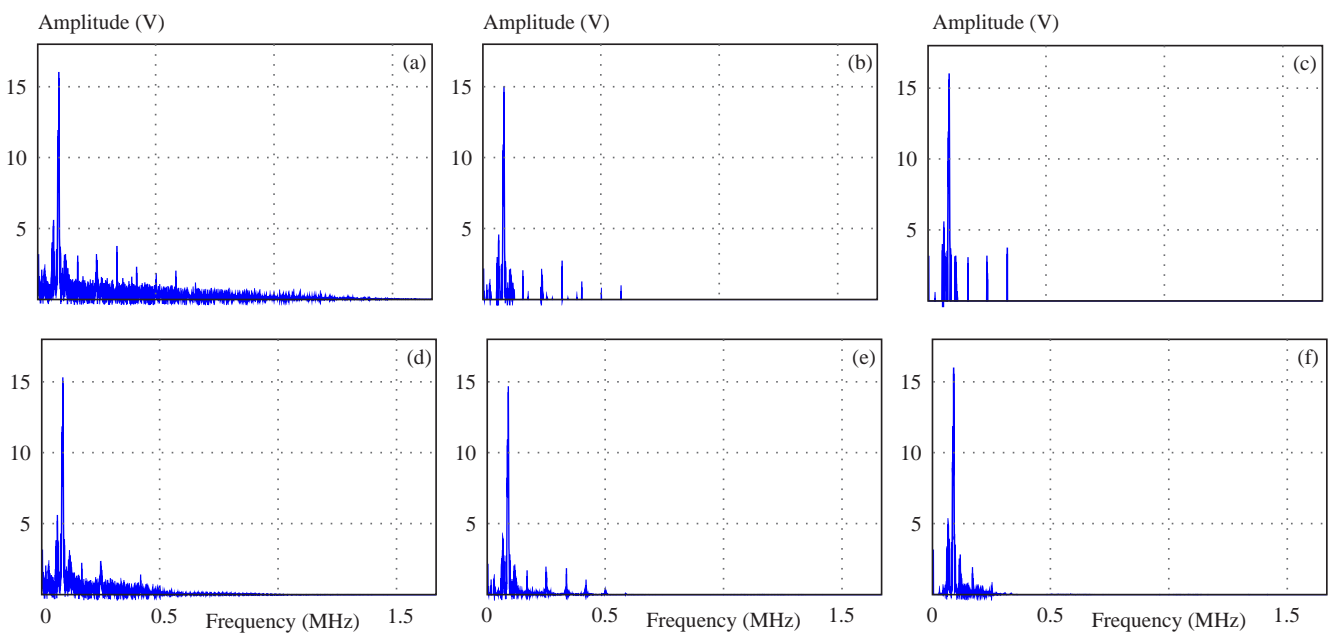 Amplitude (V) Amplitude (V) Amplitude (V)
(a) (b) (c)
15 15 15
10 10 10
5 5 5
(d) (e) (f)
15 15 15
10 10 10
5 5 5
0 0.5 1.5 0 0.5 1.5 0 0.5 1.5
Frequency (MHz) Frequency (MHz) Frequency (MHz)